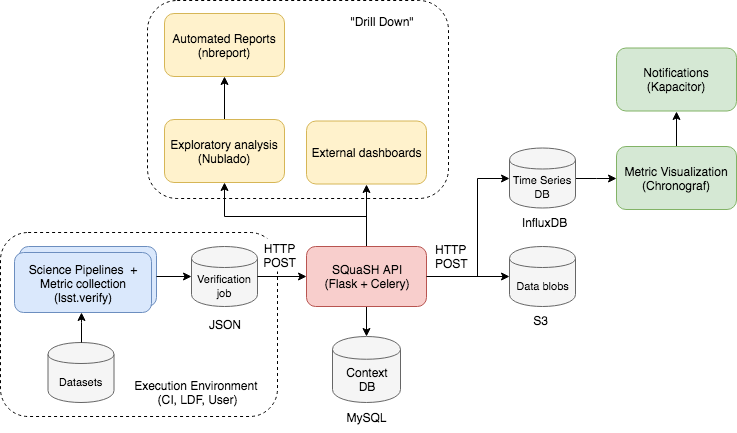 "Drill Down"
Automated Reports
(nbreport)
Exploratory analysis
(Nublado)
External dashboards
Notifications
(Kapacitor)
Metric Visualization
(Chronograf)
Time Series
DB
InfluxDB
Science Pipelines +
Metric collection
(lsst.verify)
Verification
job
JSON
HTTP
POST
SQuaSH API
(Flask + Celery)
HTTP
POST
Data blobs
S3
Datasets
Execution Environment
(CI, LDF, User)
Context
DB
MySQL